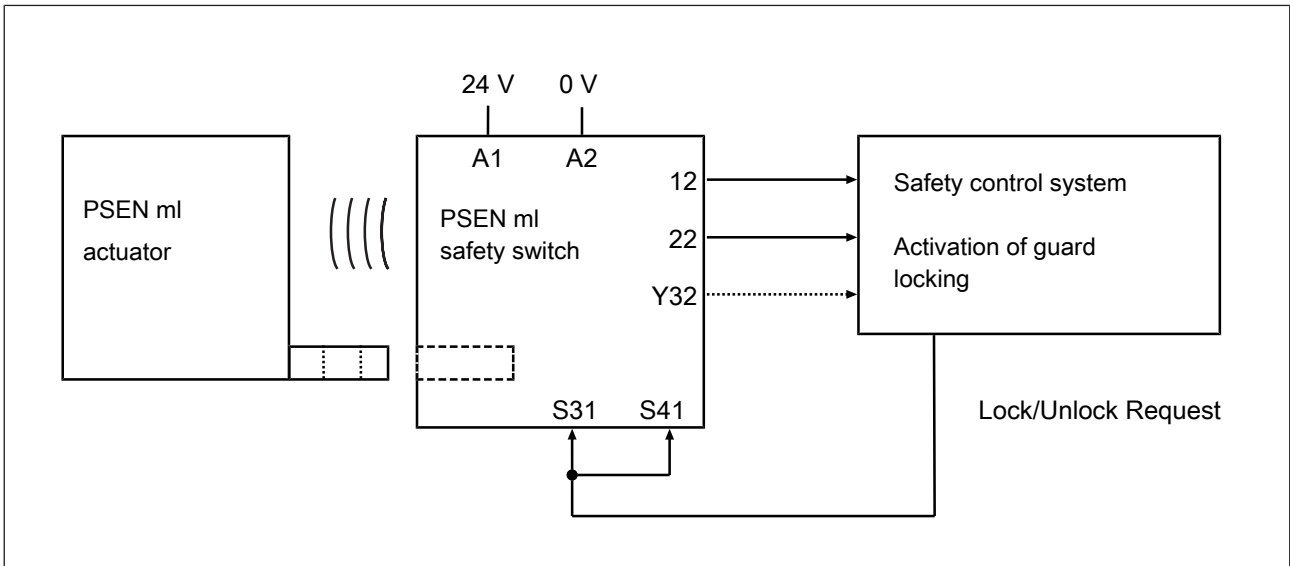 24 V
0 V
A1
A2
PSEN ml
actuator
PSEN ml
safety switch
12
22
Y32
Safety control system
Activation of guard
locking
S31
S41
Lock/Unlock Request